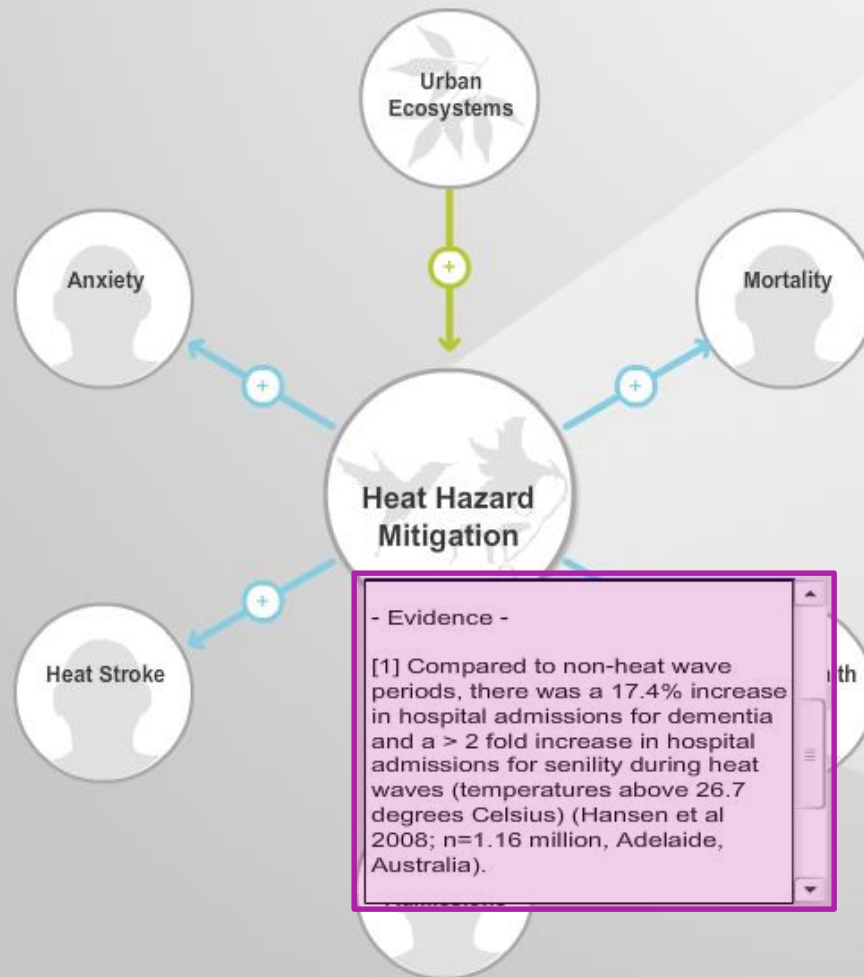 Urban
Ecosystems
+
Anxiety
Mortality
+
+
Heat Hazard
Mitigation
+
Heat Stroke
- Evidence -
[1] Compared to non-heat wave
periods, there was a 17.4% increase
in hospital admissions for dementia
and a > 2 fold increase in hospital
admissions for senility during heat
waves (temperatures above 26.7
degrees Celsius) (Hansen et al
2008; n=1.16 million, Adelaide,
Australia).